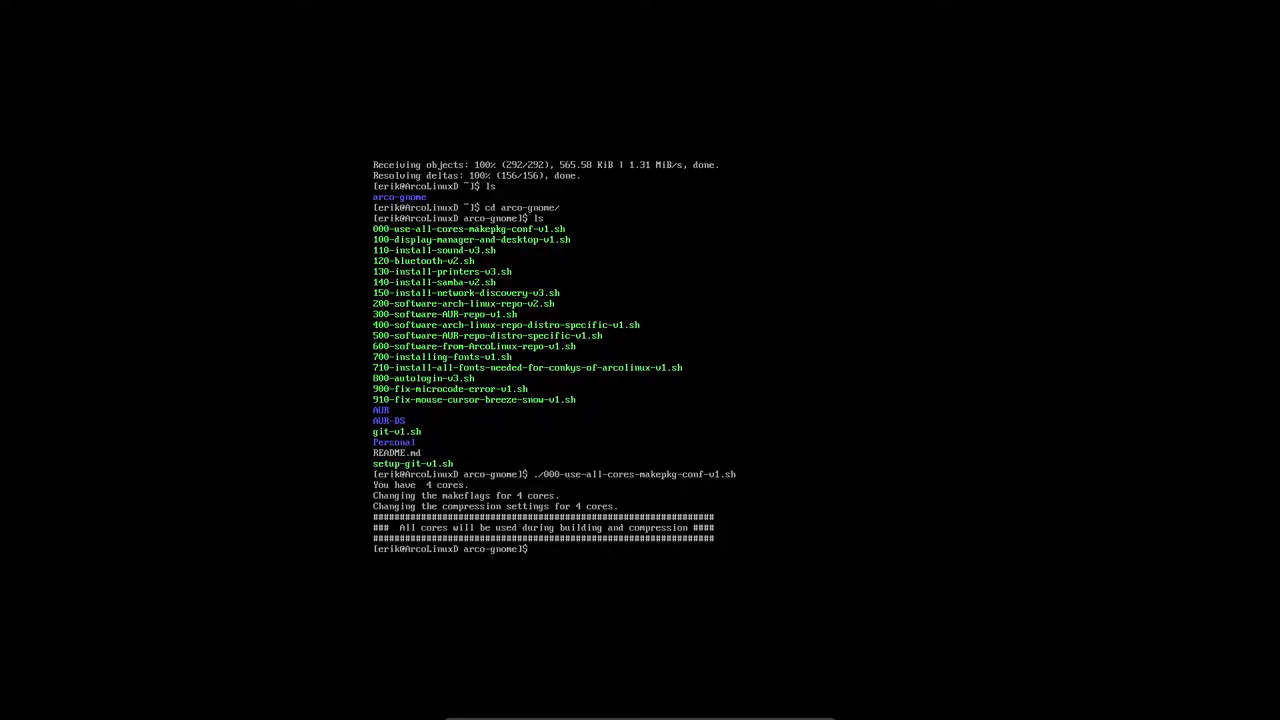 Receiving objects: 100% (292/292), 565.58 KiB | 1.31 MiB/s, done.
Resolving deltas: 100% (156/156), done.
[erik@ArcoLinuxD ~]$ ls
arco-gnome
[erik@ArcoLinuxD ~]$ cd arco-gnome/
[erik@ArcoLinuxD arco-gnome]$ ls
000-use-all-cores-makepkg-conf-v1.sh
100-display-manager-and-desktop-v1.sh
110-install-sound-v3.sh
120-bluetooth-v2.sh
130-install-printers-v3.sh
140-install-samba-v2.sh
150-install-network-discovery-v3.sh
200-software-arch-linux-repo-v2.sh
300-software-AUR-repo-v1.sh
400-software-arch-linux-repo-distro-specific-v1.sh
500-software-AUR-repo-distro-specific-v1.sh
600-software-from-ArcoLinux-repo-v1.sh
700-installing-fonts-v1.sh
710-install-all-fonts-needed-for-conkys-of-arcolinux-v1.sh
800-autologin-v3.sh
900-fix-microcode-error-v1.sh
910-fix-mouse-cursor-breeze-snow-v1.sh
AUR
AUR-DS
git-v1.sh
Personal
README.md
setup-git-v1.sh
[erik@ArcoLinuxD arco-gnome]$ ./000-use-all-cores-makepkg-conf-v1.sh
You have  4 cores.
Changing the makeflags for 4 cores.
Changing the compression settings for 4 cores.
################################################################
###  All cores will be used during building and compression ####
################################################################
[erik@ArcoLinuxD arco-gnome]$